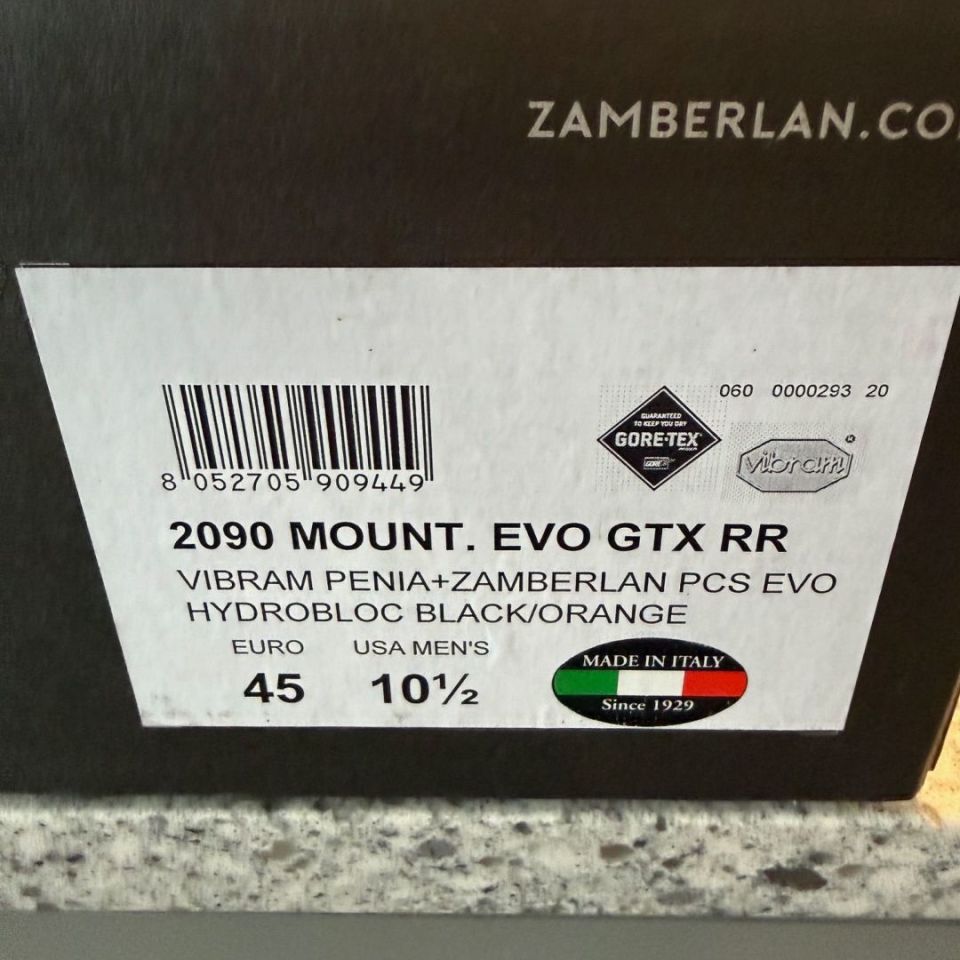 ZAMBERLAN.CO
060 0000293 20
GUARANTEED
TO KEEP YOU DRY
GORE-TEX
vibram
8 052705 909449
2090 MOUNT. EVO GTX RR
VIBRAM PENIA+ZAMBERLAN PCS EVO
HYDROBLOC BLACK/ORANGE
EURO USA MEN'S
45 10½
MADE IN ITALY
Since 1929